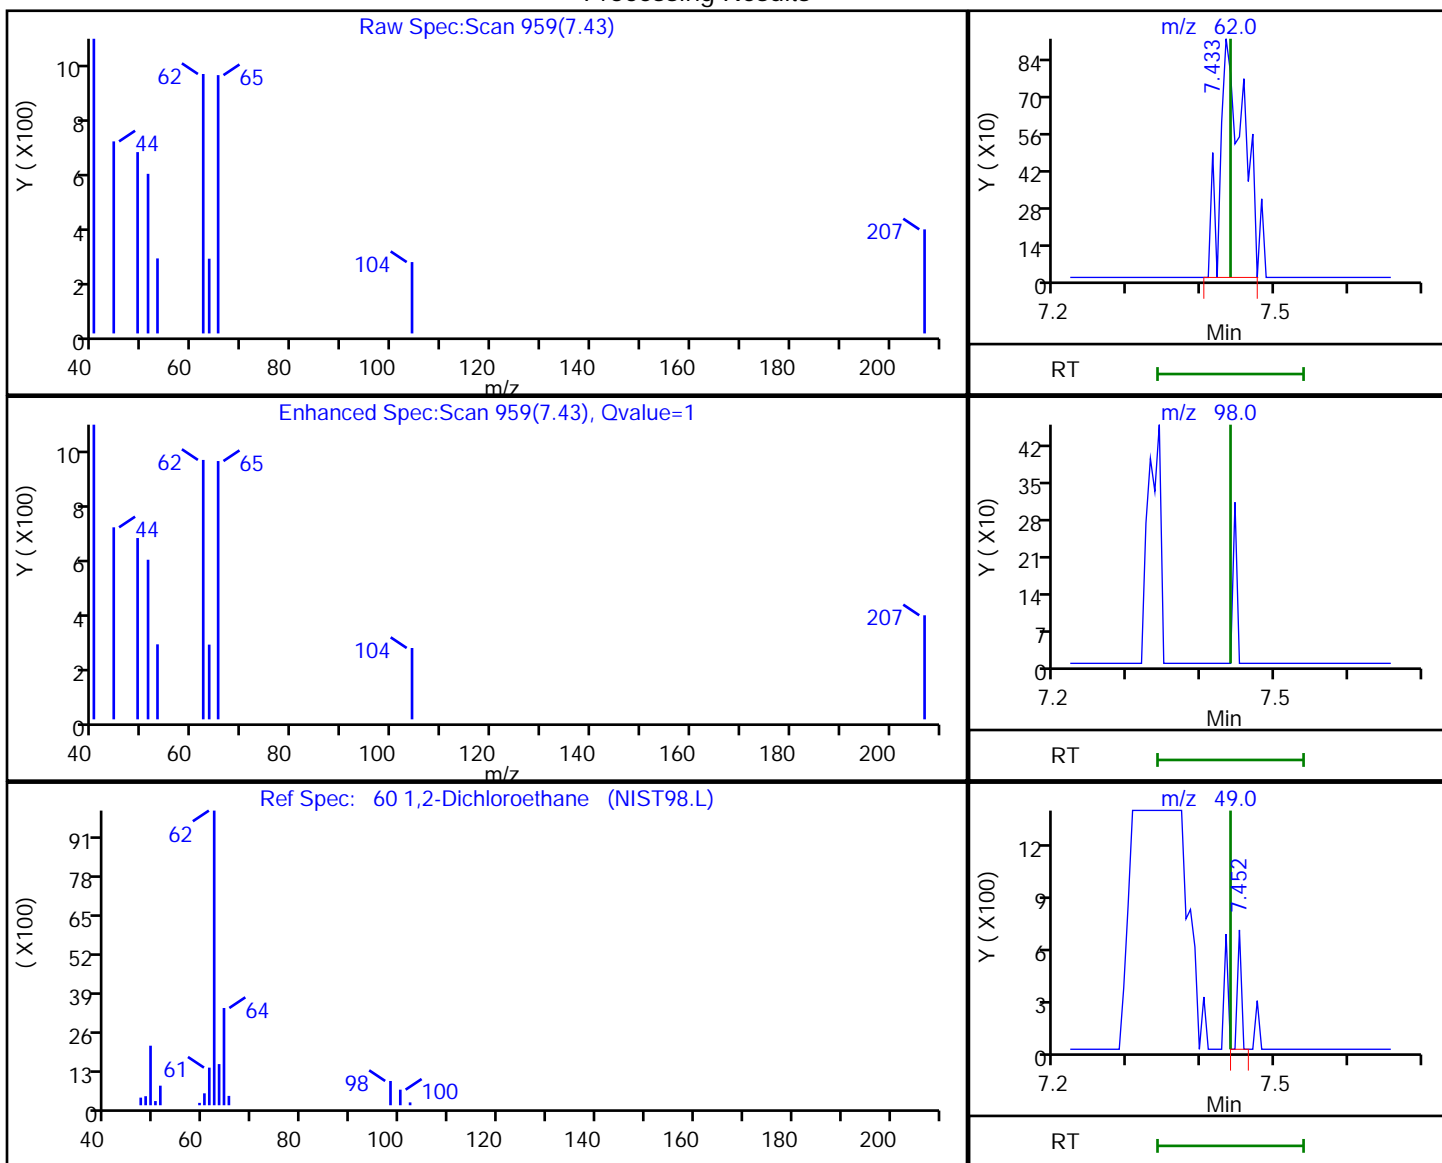 Processing Results
Raw Spec:Scan 959(7.43)
Y ( X100)
10
8
6
4
2
0
62
65
44
104
207
40 60 80 100 120 140 160 180 200
m/z
m/z 62.0
Y ( X10)
84
70
56
42
28
14
0
7.433
7.2 7.5
Min
RT
Enhanced Spec:Scan 959(7.43), Qvalue=1
Y ( X100)
10
8
6
4
2
0
62
65
44
104
207
40 60 80 100 120 140 160 180 200
m/z
m/z 98.0
Y ( X10)
42
35
28
21
14
7
0
7.2 7.5
Min
RT
Ref Spec: 60 1,2-Dichloroethane (NIST98.L)
( X100)
91
78
65
52
39
26
13
0
62
64
61
98
100
40 60 80 100 120 140 160 180 200
m/z 49.0
Y ( X100)
12
9
6
3
0
7.452
7.2 7.5
Min
RT